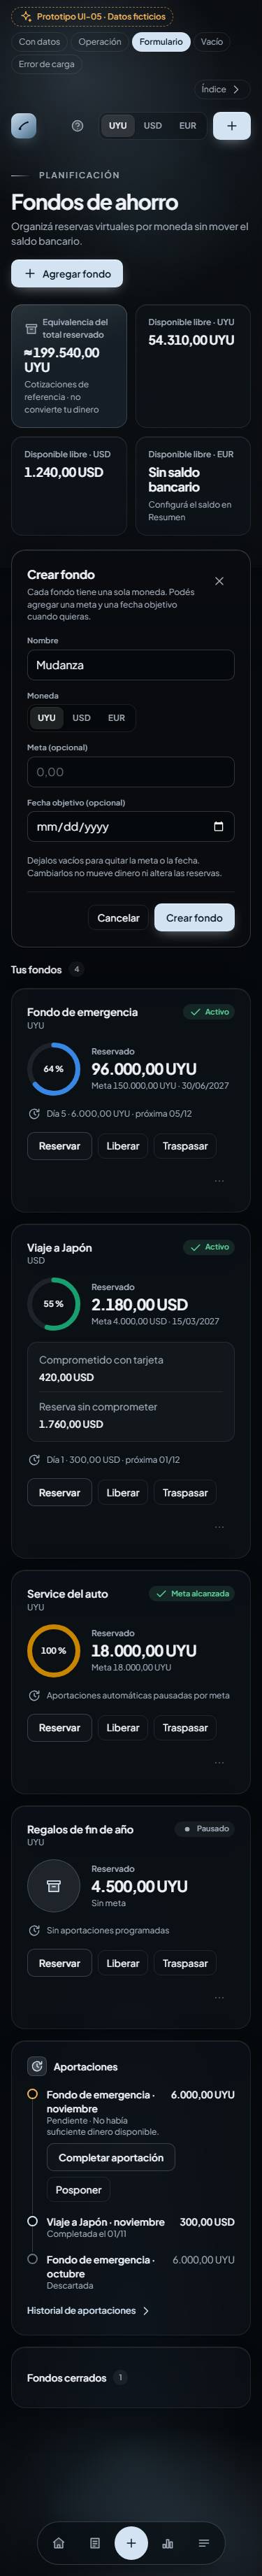 Prototipo UI-05 · Datos ficticios
Con datos
Operación
Formulario
Vacío
Error de carga
Índice
UYU
USD
EUR
PLANIFICACIÓN
Fondos de ahorro
Organizá reservas virtuales por moneda sin mover el
saldo bancario.
Agregar fondo
Equivalencia del
total reservado
≈199.540,00
UYU
Cotizaciones de
referencia · no
convierte tu dinero
Disponible libre · UYU
54.310,00 UYU
Disponible libre · USD
1.240,00 USD
Disponible libre · EUR
Sin saldo
bancario
Configurá el saldo en
Resumen
Crear fondo
Cada fondo tiene una sola moneda. Podés
agregar una meta y una fecha objetivo
cuando quieras.
Nombre
Mudanza
Moneda
UYU
USD
EUR
Meta (opcional)
0,00
Fecha objetivo (opcional)
mm/dd/yyyy
Dejalos vacíos para quitar la meta o la fecha.
Cambiarlos no mueve dinero ni altera las reservas.
Cancelar
Crear fondo
Tus fondos 4
Fondo de emergencia
Activo
UYU
64 %
Reservado
96.000,00 UYU
Meta 150.000,00 UYU · 30/06/2027
Día 5 · 6.000,00 UYU · próxima 05/12
Reservar
Liberar
Traspasar
...
Viaje a Japón
Activo
USD
55 %
Reservado
2.180,00 USD
Meta 4.000,00 USD · 15/03/2027
Comprometido con tarjeta
420,00 USD
Reserva sin comprometer
1.760,00 USD
Día 1 · 300,00 USD · próxima 01/12
Reservar
Liberar
Traspasar
...
Service del auto
Meta alcanzada
UYU
100 %
Reservado
18.000,00 UYU
Meta 18.000,00 UYU
Aportaciones automáticas pausadas por meta
Reservar
Liberar
Traspasar
...
Regalos de fin de año
Pausado
UYU
Reservado
4.500,00 UYU
Sin meta
Sin aportaciones programadas
Reservar
Liberar
Traspasar
...
Aportaciones
Fondo de emergencia ·
noviembre
6.000,00 UYU
Pendiente · No había
suficiente dinero disponible.
Completar aportación
Posponer
Viaje a Japón · noviembre
300,00 USD
Completada el 01/11
Fondo de emergencia ·
octubre
6.000,00 UYU
Descartada
Historial de aportaciones
Fondos cerrados 1